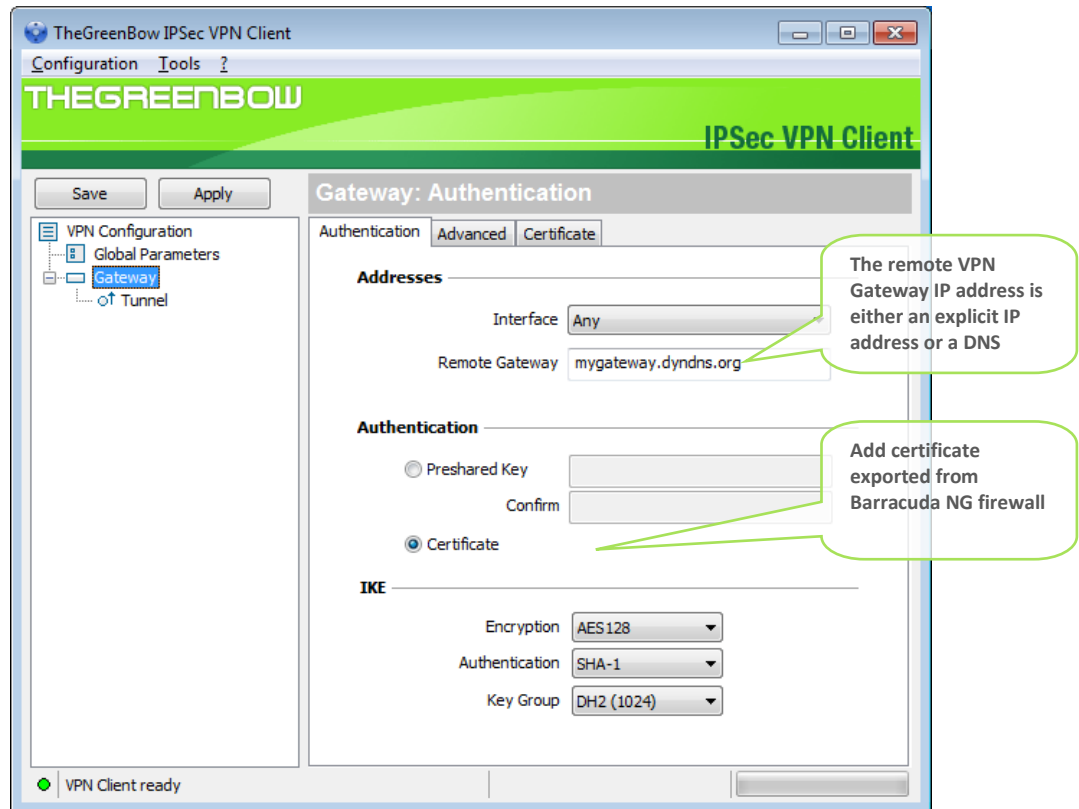 TheGreenBow IPSec VPN Client
Configuration Tools ?
THEGREENBOW
IPSec VPN Client
Save Apply
Gateway: Authentication
VPN Configuration
Global Parameters
Gateway
Tunnel
Authentication Advanced Certificate
Addresses
Interface Any
Remote Gateway mygateway.dyndns.org
The remote VPN
Gateway IP address is
either an explicit IP
address or a DNS
Authentication
Preshared Key
Confirm
Certificate
Add certificate
exported from
Barracuda NG firewall
IKE
Encryption AES128
Authentication SHA-1
Key Group DH2 (1024)
VPN Client ready